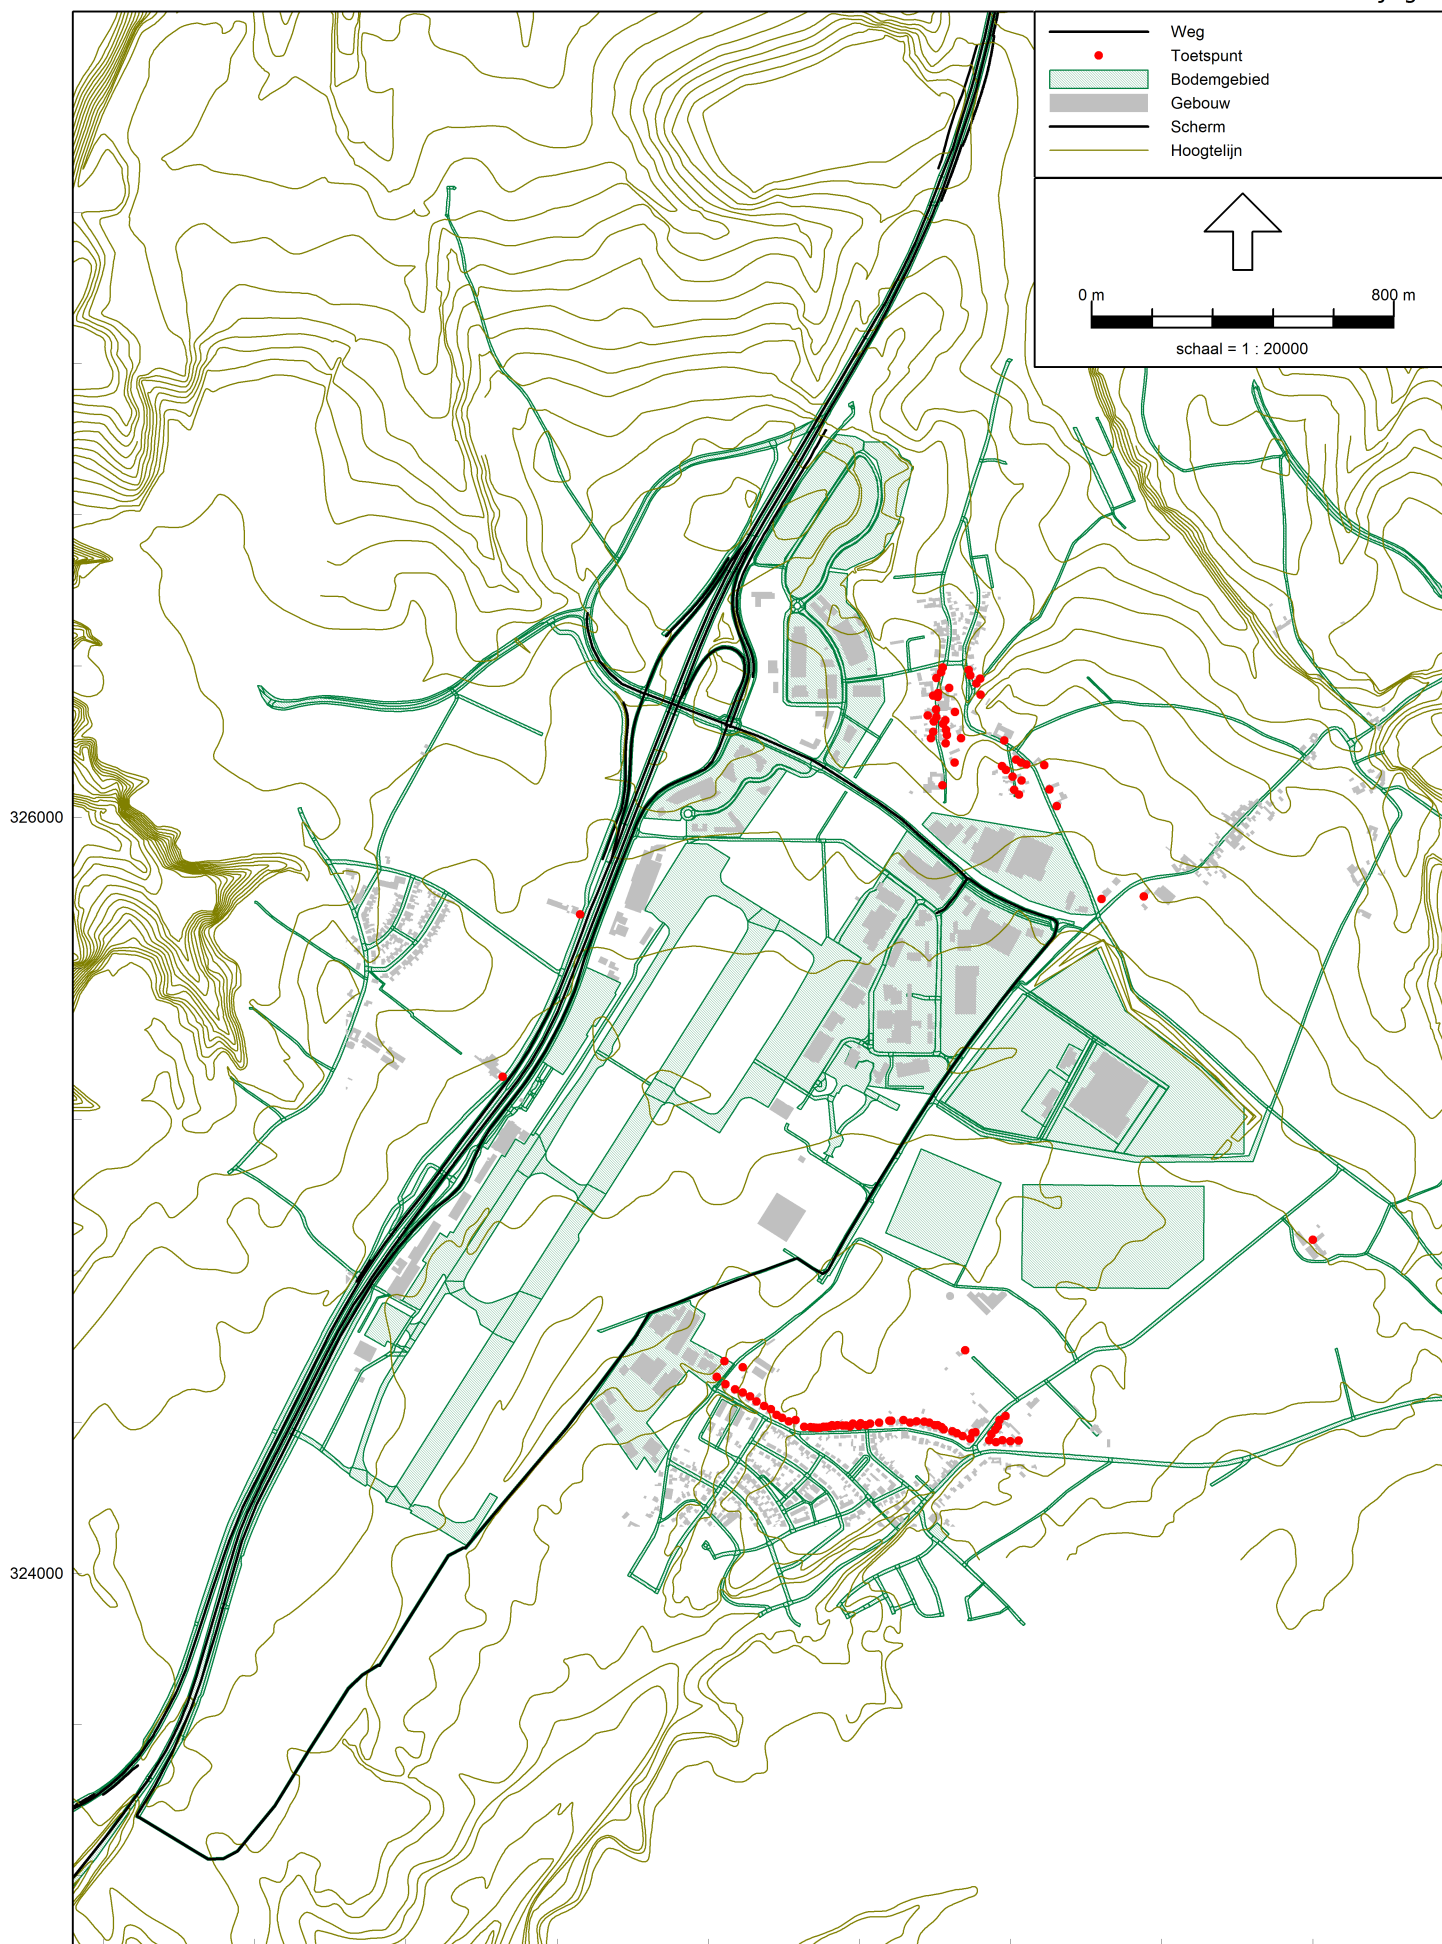 Weg
Toetspunt
Bodemgebied
Gebouw
Scherm
Hoogtelijn
0 m 800 m
schaal = 1 : 20000
326000
324000